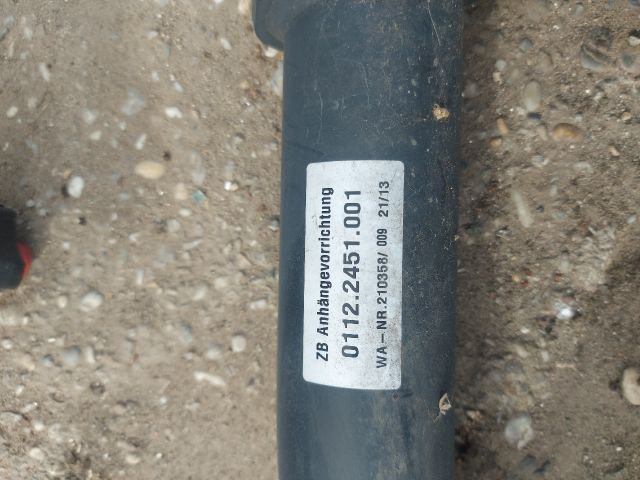 ZB Anhängevorrichtung
0112.2451.001
WA-NR.210358/ 009 21/13